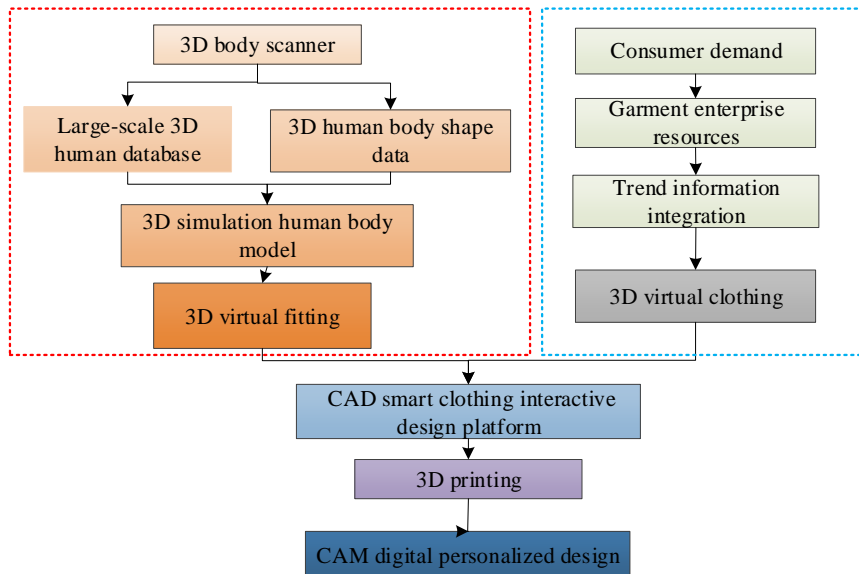 3D body scanner
Large-scale 3D
human database
3D human body shape
data
3D simulation human body
model
3D virtual fitting
Consumer demand
Garment enterprise
resources
Trend information
integration
3D virtual clothing
CAD smart clothing interactive
design platform
3D printing
CAM digital personalized design